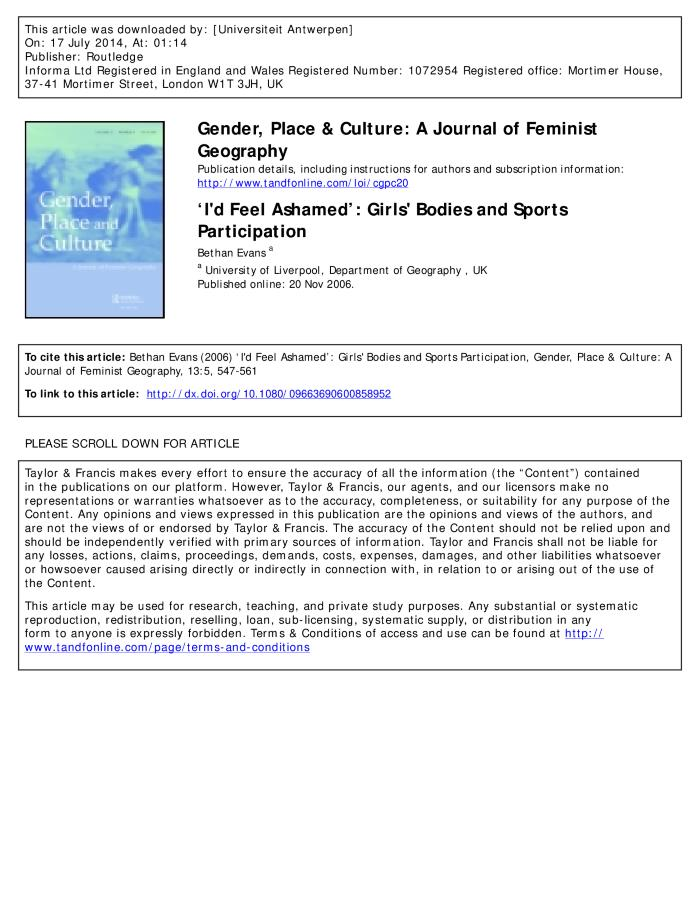 This article was downloaded by: [Universiteit Antwerpen]
On: 17 July 2014, At: 01:14
Publisher: Routledge
Informa Ltd Registered in England and Wales Registered Number: 1072954 Registered office: Mortimer House,
37-41 Mortimer Street, London W1T 3JH, UK
Gender,
Place and
Culture
Gender, Place & Culture: A Journal of Feminist
Geography
Publication details, including instructions for authors and subscription information:
http://www.tandfonline.com/loi/cgpc20
‘I'd Feel Ashamed’: Girls' Bodies and Sports
Participation
Bethan Evans a
a University of Liverpool, Department of Geography , UK
Published online: 20 Nov 2006.
To cite this article: Bethan Evans (2006) ‘I'd Feel Ashamed’: Girls' Bodies and Sports Participation, Gender, Place & Culture: A
Journal of Feminist Geography, 13:5, 547-561
To link to this article: http://dx.doi.org/10.1080/09663690600858952
PLEASE SCROLL DOWN FOR ARTICLE
Taylor & Francis makes every effort to ensure the accuracy of all the information (the “Content”) contained
in the publications on our platform. However, Taylor & Francis, our agents, and our licensors make no
representations or warranties whatsoever as to the accuracy, completeness, or suitability for any purpose of the
Content. Any opinions and views expressed in this publication are the opinions and views of the authors, and
are not the views of or endorsed by Taylor & Francis. The accuracy of the Content should not be relied upon and
should be independently verified with primary sources of information. Taylor and Francis shall not be liable for
any losses, actions, claims, proceedings, demands, costs, expenses, damages, and other liabilities whatsoever
or howsoever caused arising directly or indirectly in connection with, in relation to or arising out of the use of
the Content.
This article may be used for research, teaching, and private study purposes. Any substantial or systematic
reproduction, redistribution, reselling, loan, sub-licensing, systematic supply, or distribution in any
form to anyone is expressly forbidden. Terms & Conditions of access and use can be found at http://
www.tandfonline.com/page/terms-and-conditions